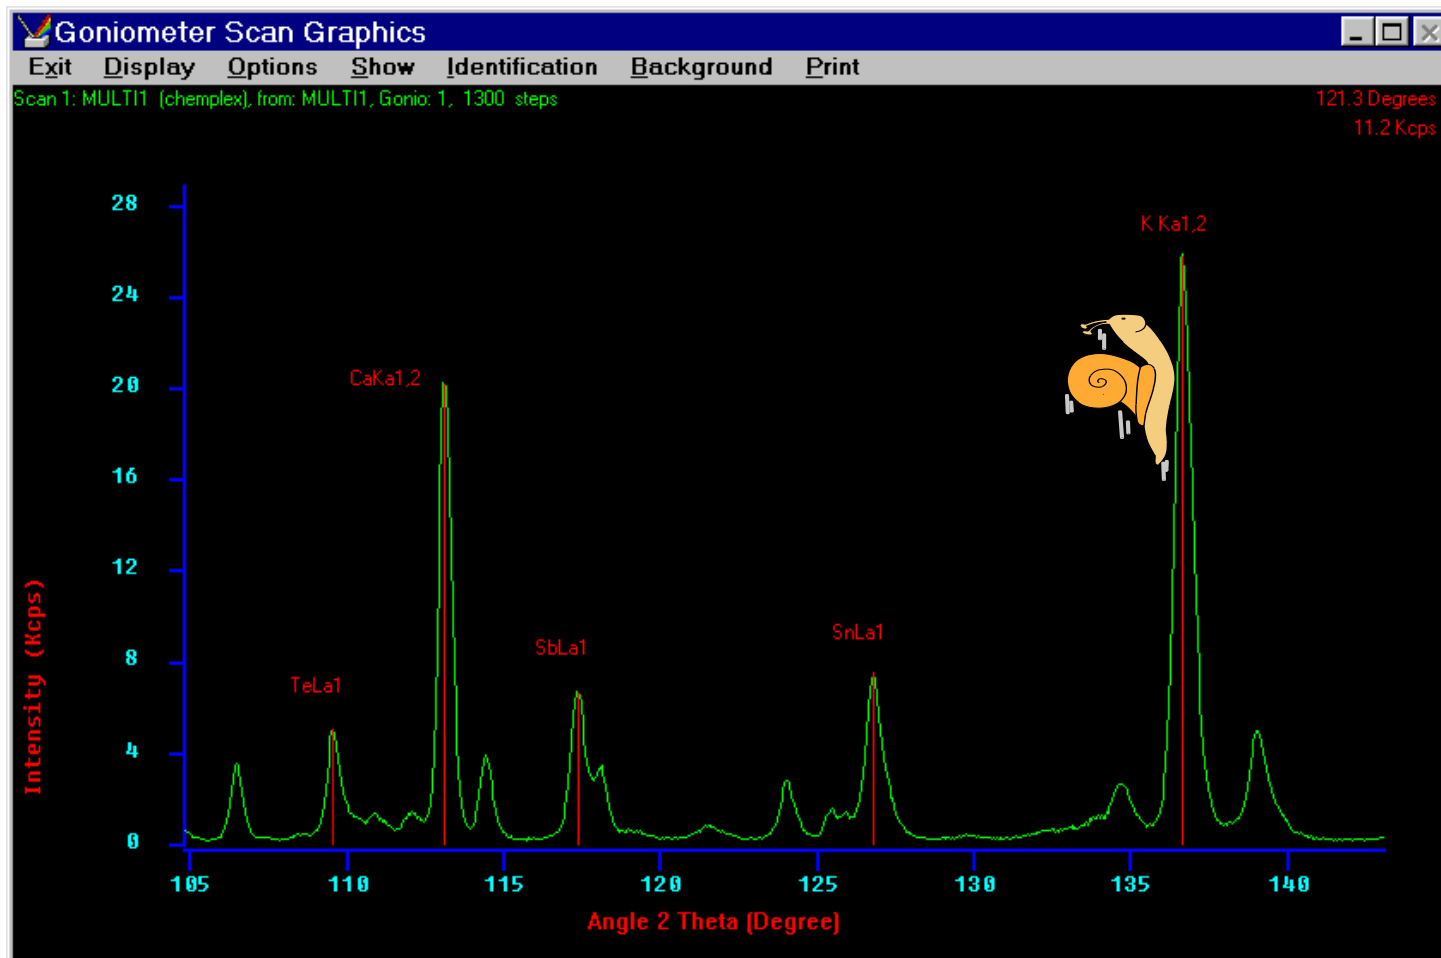 Goniometer Scan Graphics
Exit Display Options Show Identification Background Print
Scan 1: MULTI1 (chemplex), from: MULTI1, Gonio: 1, 1300 steps
121.3 Degrees
11.2 Kcps
28
24
20
16
12
8
4
0
Intensity (Kcps)
K Ka1,2
CaKa1,2
SnLa1
SbLa1
TeLa1
105 110 115 120 125 130 135 140
Angle 2 Theta (Degree)